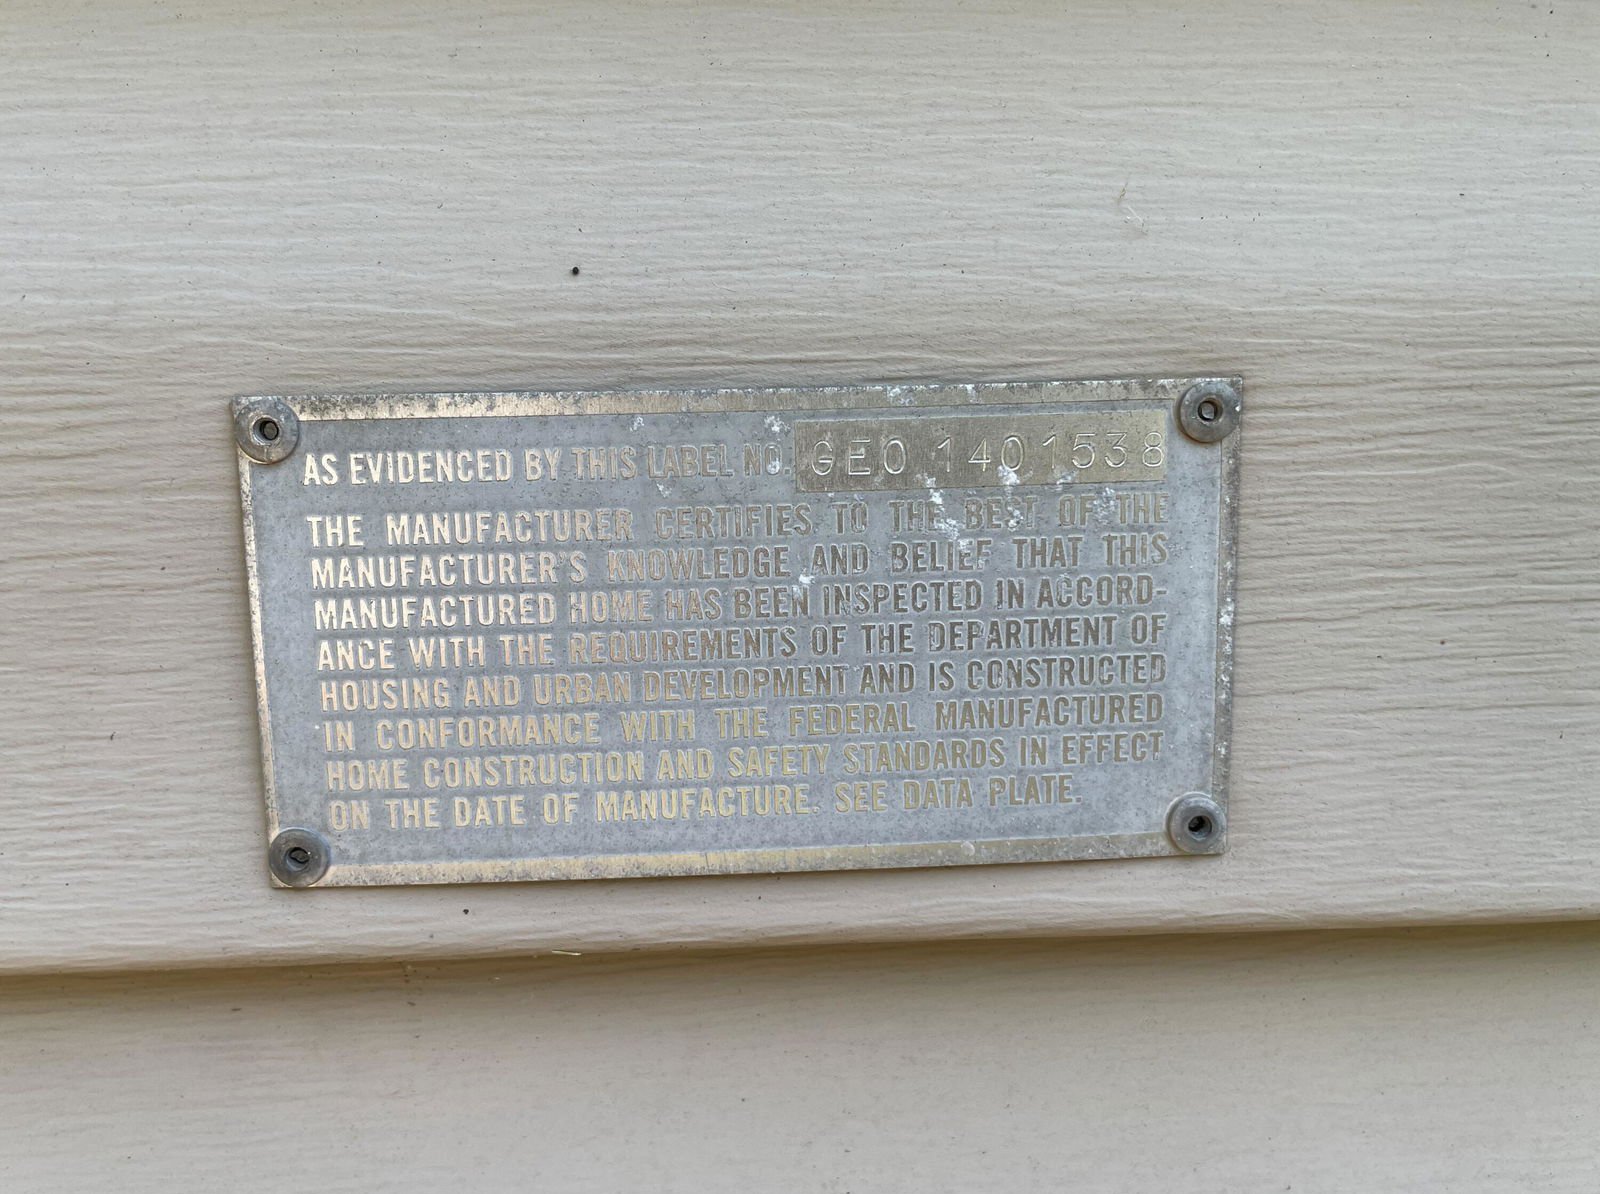 AS EVIDENCED BY THIS LABEL NO. GEO 1401538
THE MANUFACTURER CERTIFIES TO THE BEST OF THE
MANUFACTURER'S KNOWLEDGE AND BELIEF THAT THIS
MANUFACTURED HOME HAS BEEN INSPECTED IN ACCORD-
ANCE WITH THE REQUIREMENTS OF THE DEPARTMENT OF
HOUSING AND URBAN DEVELOPMENT AND IS CONSTRUCTED
IN CONFORMANCE WITH THE FEDERAL MANUFACTURED
HOME CONSTRUCTION AND SAFETY STANDARDS IN EFFECT
ON THE DATE OF MANUFACTURE. SEE DATA PLATE.